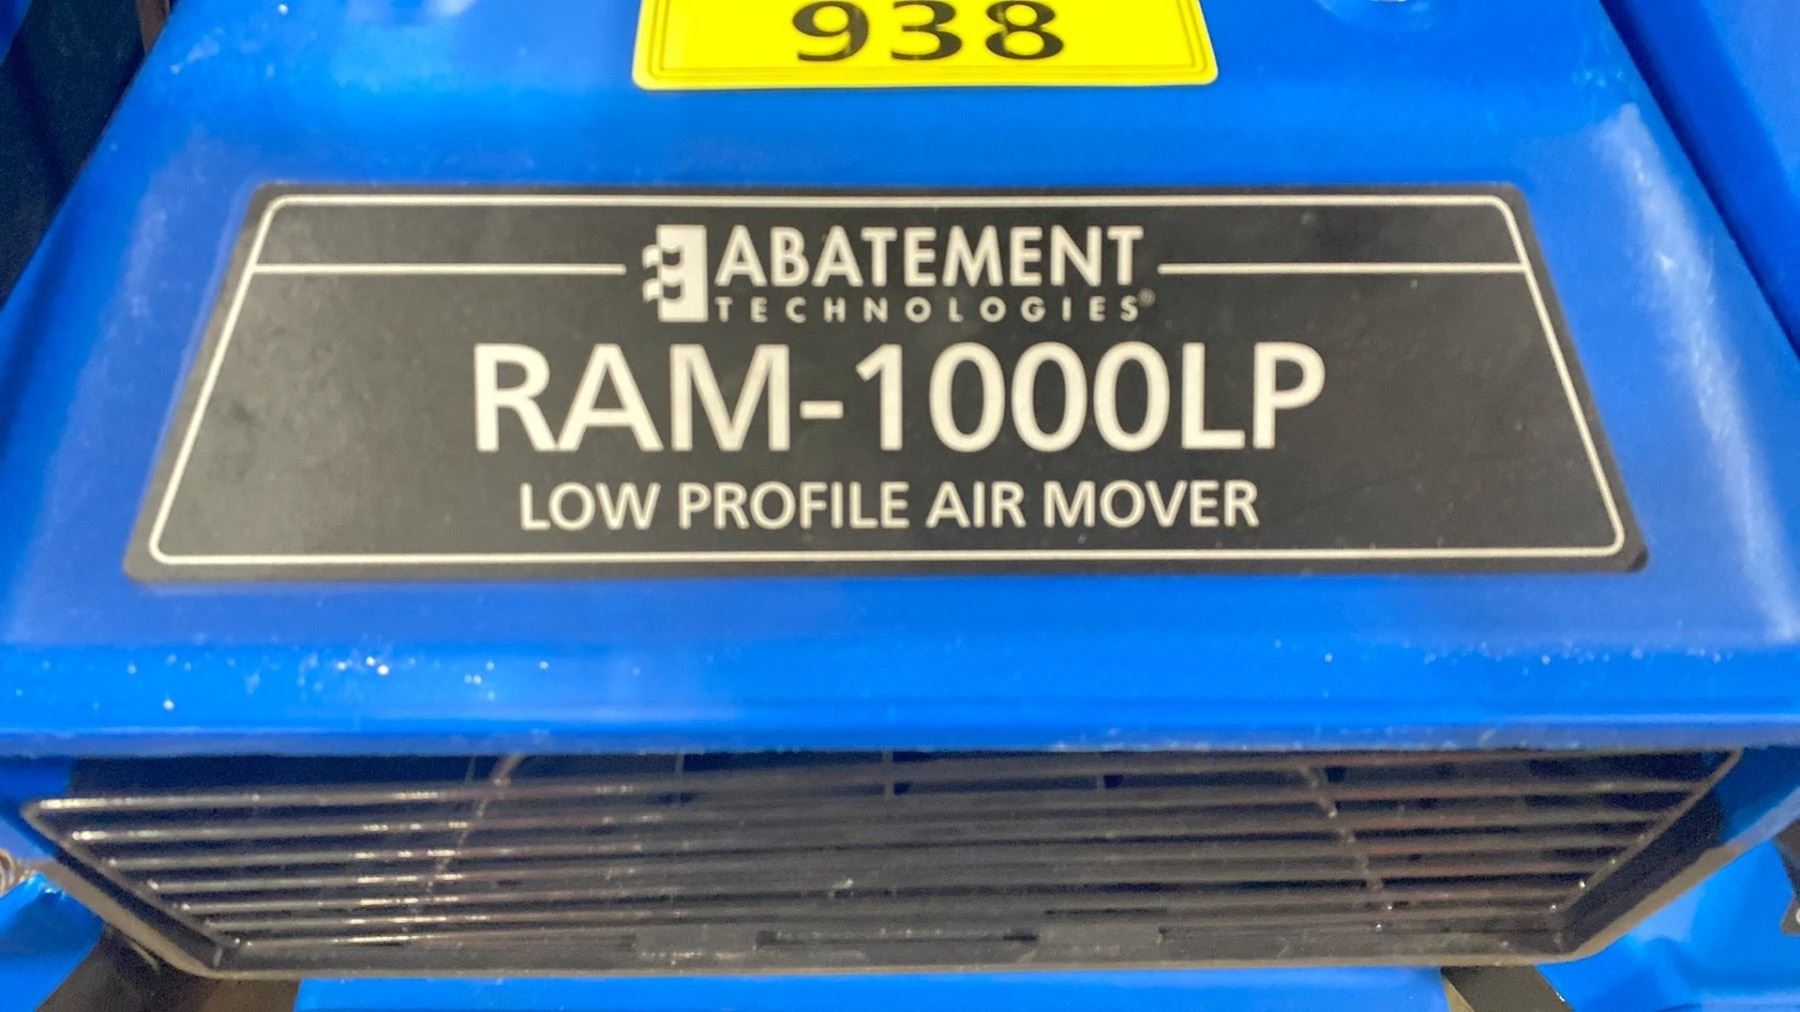 938
ABATEMENT
TECHNOLOGIES®
RAM-1000LP
LOW PROFILE AIR MOVER